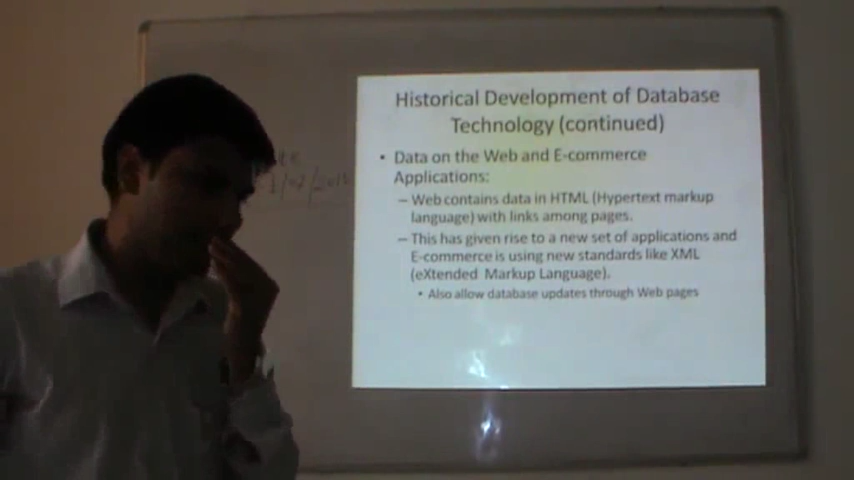 Historical Development of Database
Technology (continued)
• Data on the Web and E-commerce
Applications:
– Web contains data in HTML (Hypertext markup
language) with links among pages.
– This has given rise to a new set of applications and
E-commerce is using new standards like XML
(eXtended Markup Language).
• Also allow database updates through Web pages